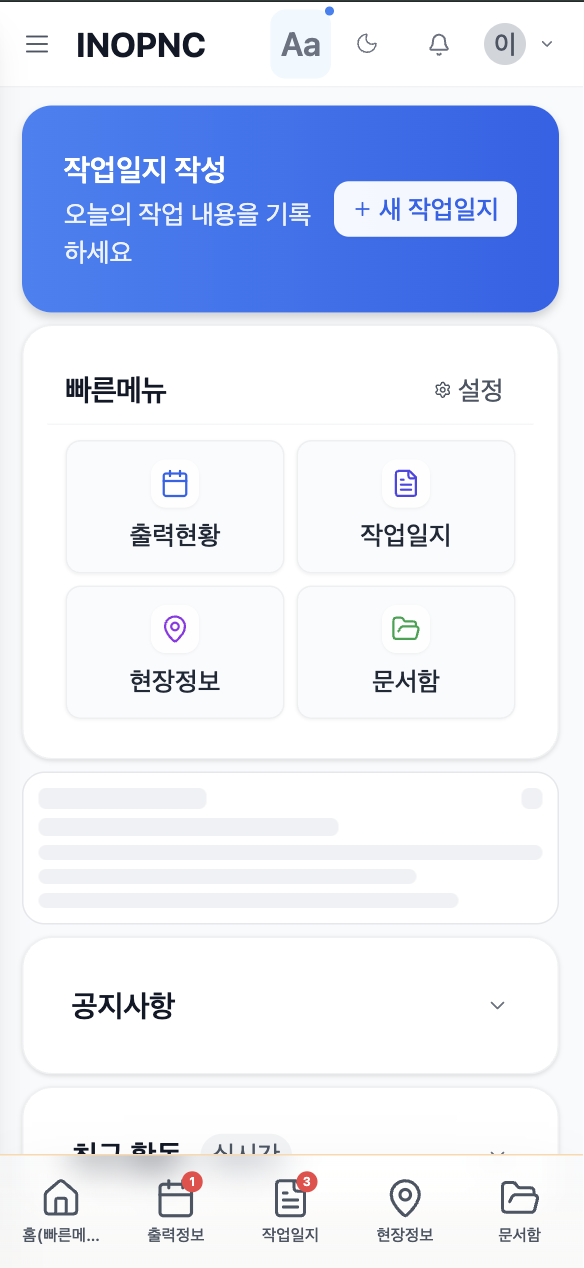 INOPNC
Aa
이
작업일지 작성
오늘의 작업 내용을 기록
하세요
+ 새 작업일지
빠른메뉴
설정
출력현황
작업일지
현장정보
문서함
공지사항
최근 활동
실시간
1
3
홈(빠른메...
출력정보
작업일지
현장정보
문서함